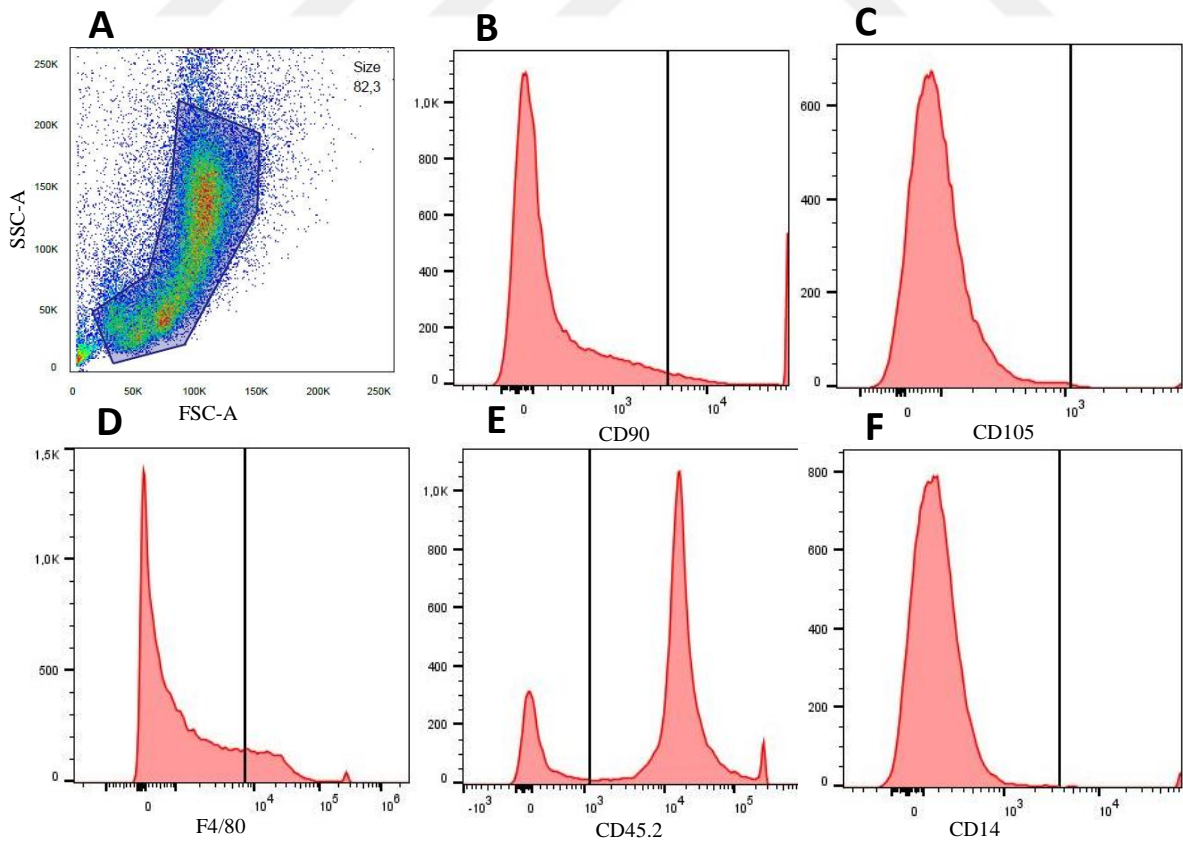 A
250K
200K
150K
100K
50K
0
Size
82,3
0 50K 100K 150K 200K 250K
SSC-A
FSC-A
B
1,0K
800
600
400
200
0
0 10³ 10⁴
CD90
C
600
400
200
0
0 10³
CD105
D
1,5K
1,0K
500
0
0 10⁴ 10⁵ 10⁶
F4/80
E
1,0K
800
600
400
200
0
-10³ 0 10³ 10⁴ 10⁵
CD45.2
F
800
600
400
200
0
0 10³ 10⁴
CD14